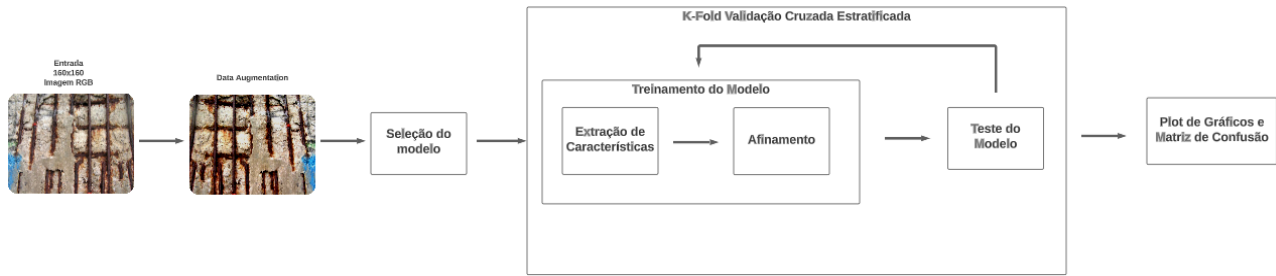 K-Fold Validação Cruzada Estratificada
Entrada
160x160
Imagem RGB
Data Augmentation
Seleção do
modelo
Treinamento do Modelo
Extração de
Características
Afinamento
Teste do
Modelo
Plot de Gráficos e
Matriz de Confusão